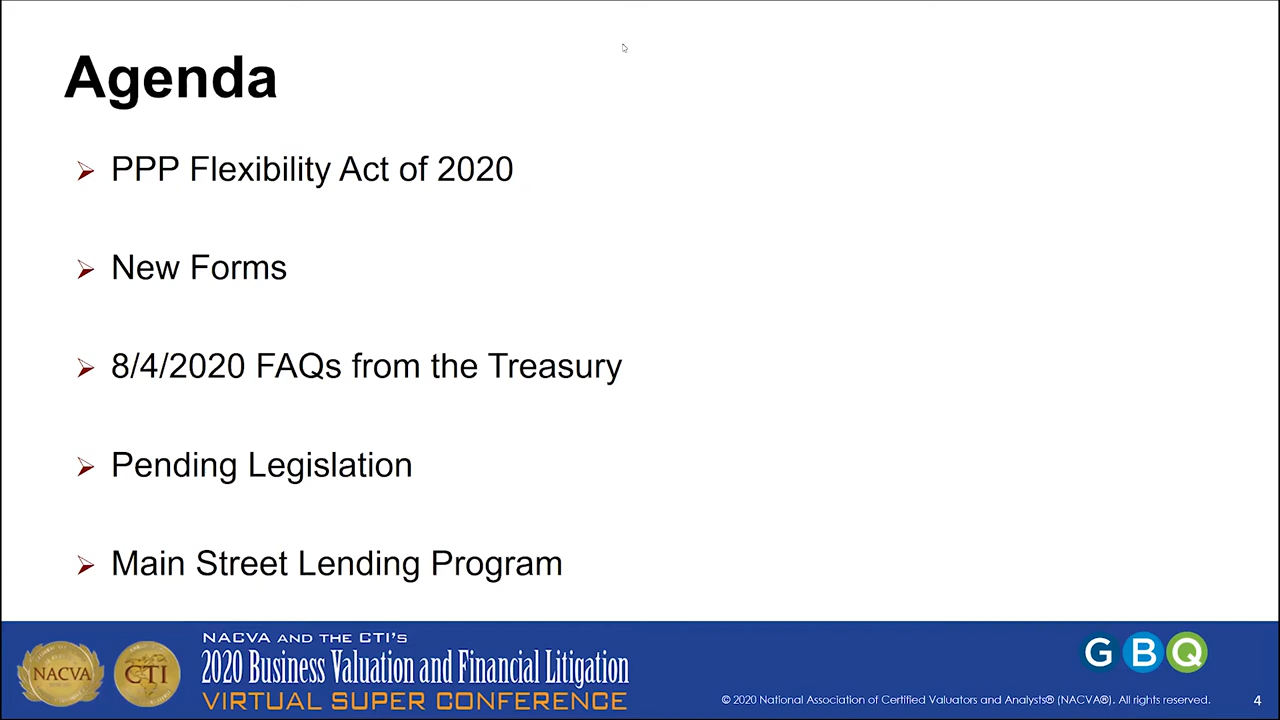 Agenda
PPP Flexibility Act of 2020
New Forms
8/4/2020 FAQs from the Treasury
Pending Legislation
Main Street Lending Program
NACVA
CTI
NACVA AND THE CTI'S
2020 Business Valuation and Financial Litigation
VIRTUAL SUPER CONFERENCE
GBQ
© 2020 National Association of Certified Valuators and Analysts® (NACVA®). All rights reserved.
4